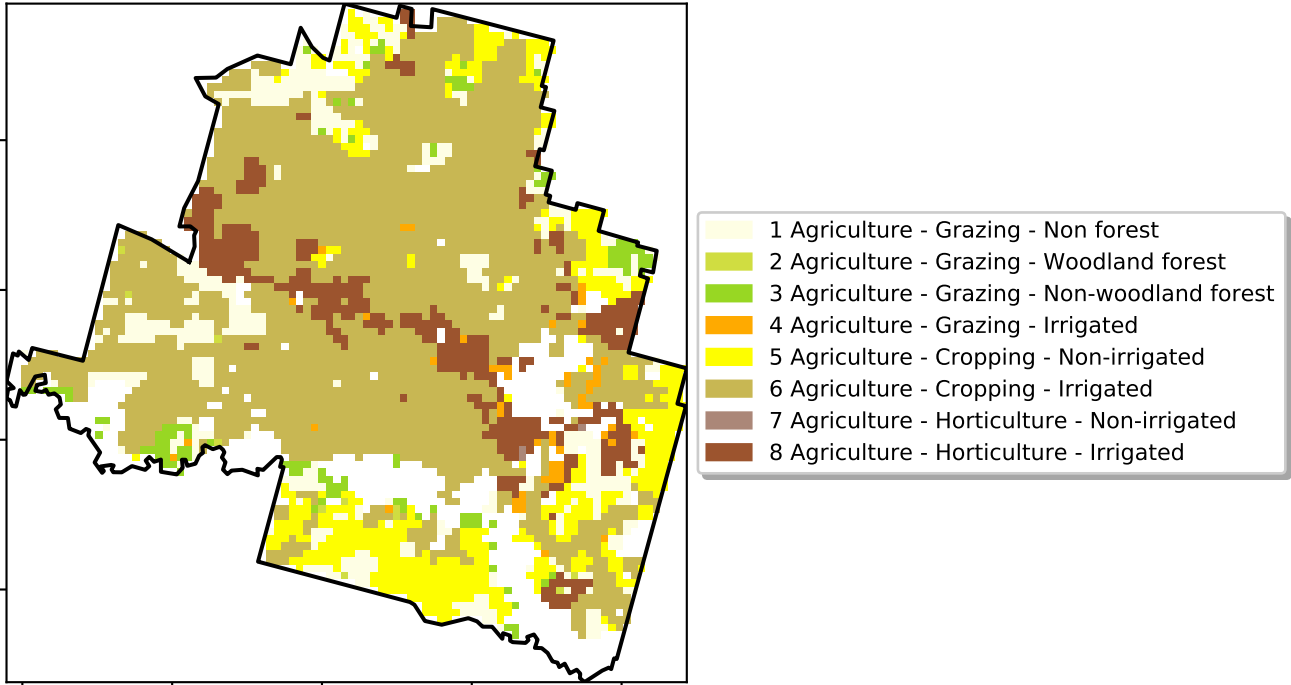 1 Agriculture - Grazing - Non forest
2 Agriculture - Grazing - Woodland forest
3 Agriculture - Grazing - Non-woodland forest
4 Agriculture - Grazing - Irrigated
5 Agriculture - Cropping - Non-irrigated
6 Agriculture - Cropping - Irrigated
7 Agriculture - Horticulture - Non-irrigated
8 Agriculture - Horticulture - Irrigated